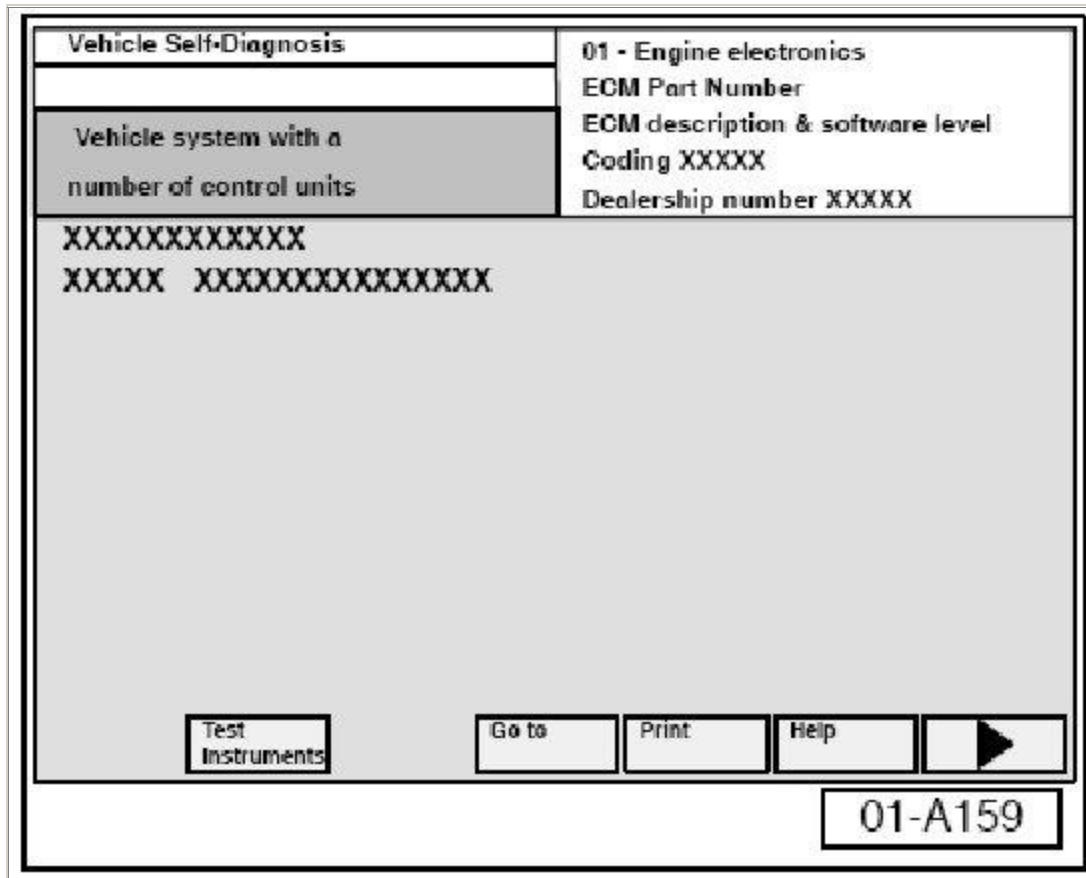 Vehicle Self-Diagnosis
01 - Engine electronics
ECM Part Number
ECM description & software level
Coding XXXXX
Dealership number XXXXX
Vehicle system with a
number of control units
XXXXXXXXXXXX
XXXXX XXXXXXXXXXXXXXX
Test
Instruments
Go to
Print
Help
01-A159